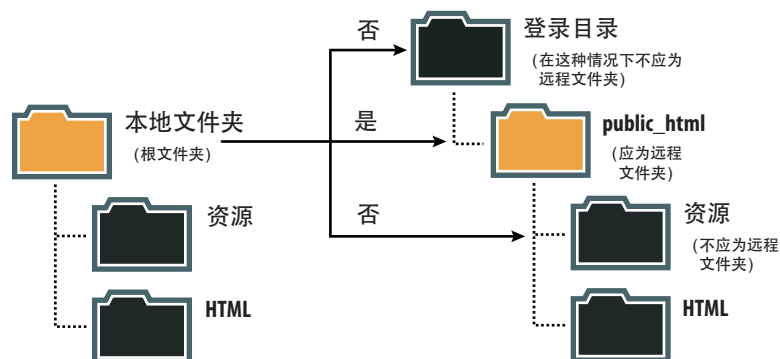 否
登录目录
(在这种情况下不应为
远程文件夹)
本地文件夹
(根文件夹)
是
public_html
(应为远程
文件夹)
资源
否
资源
(不应为远程
文件夹)
HTML
HTML